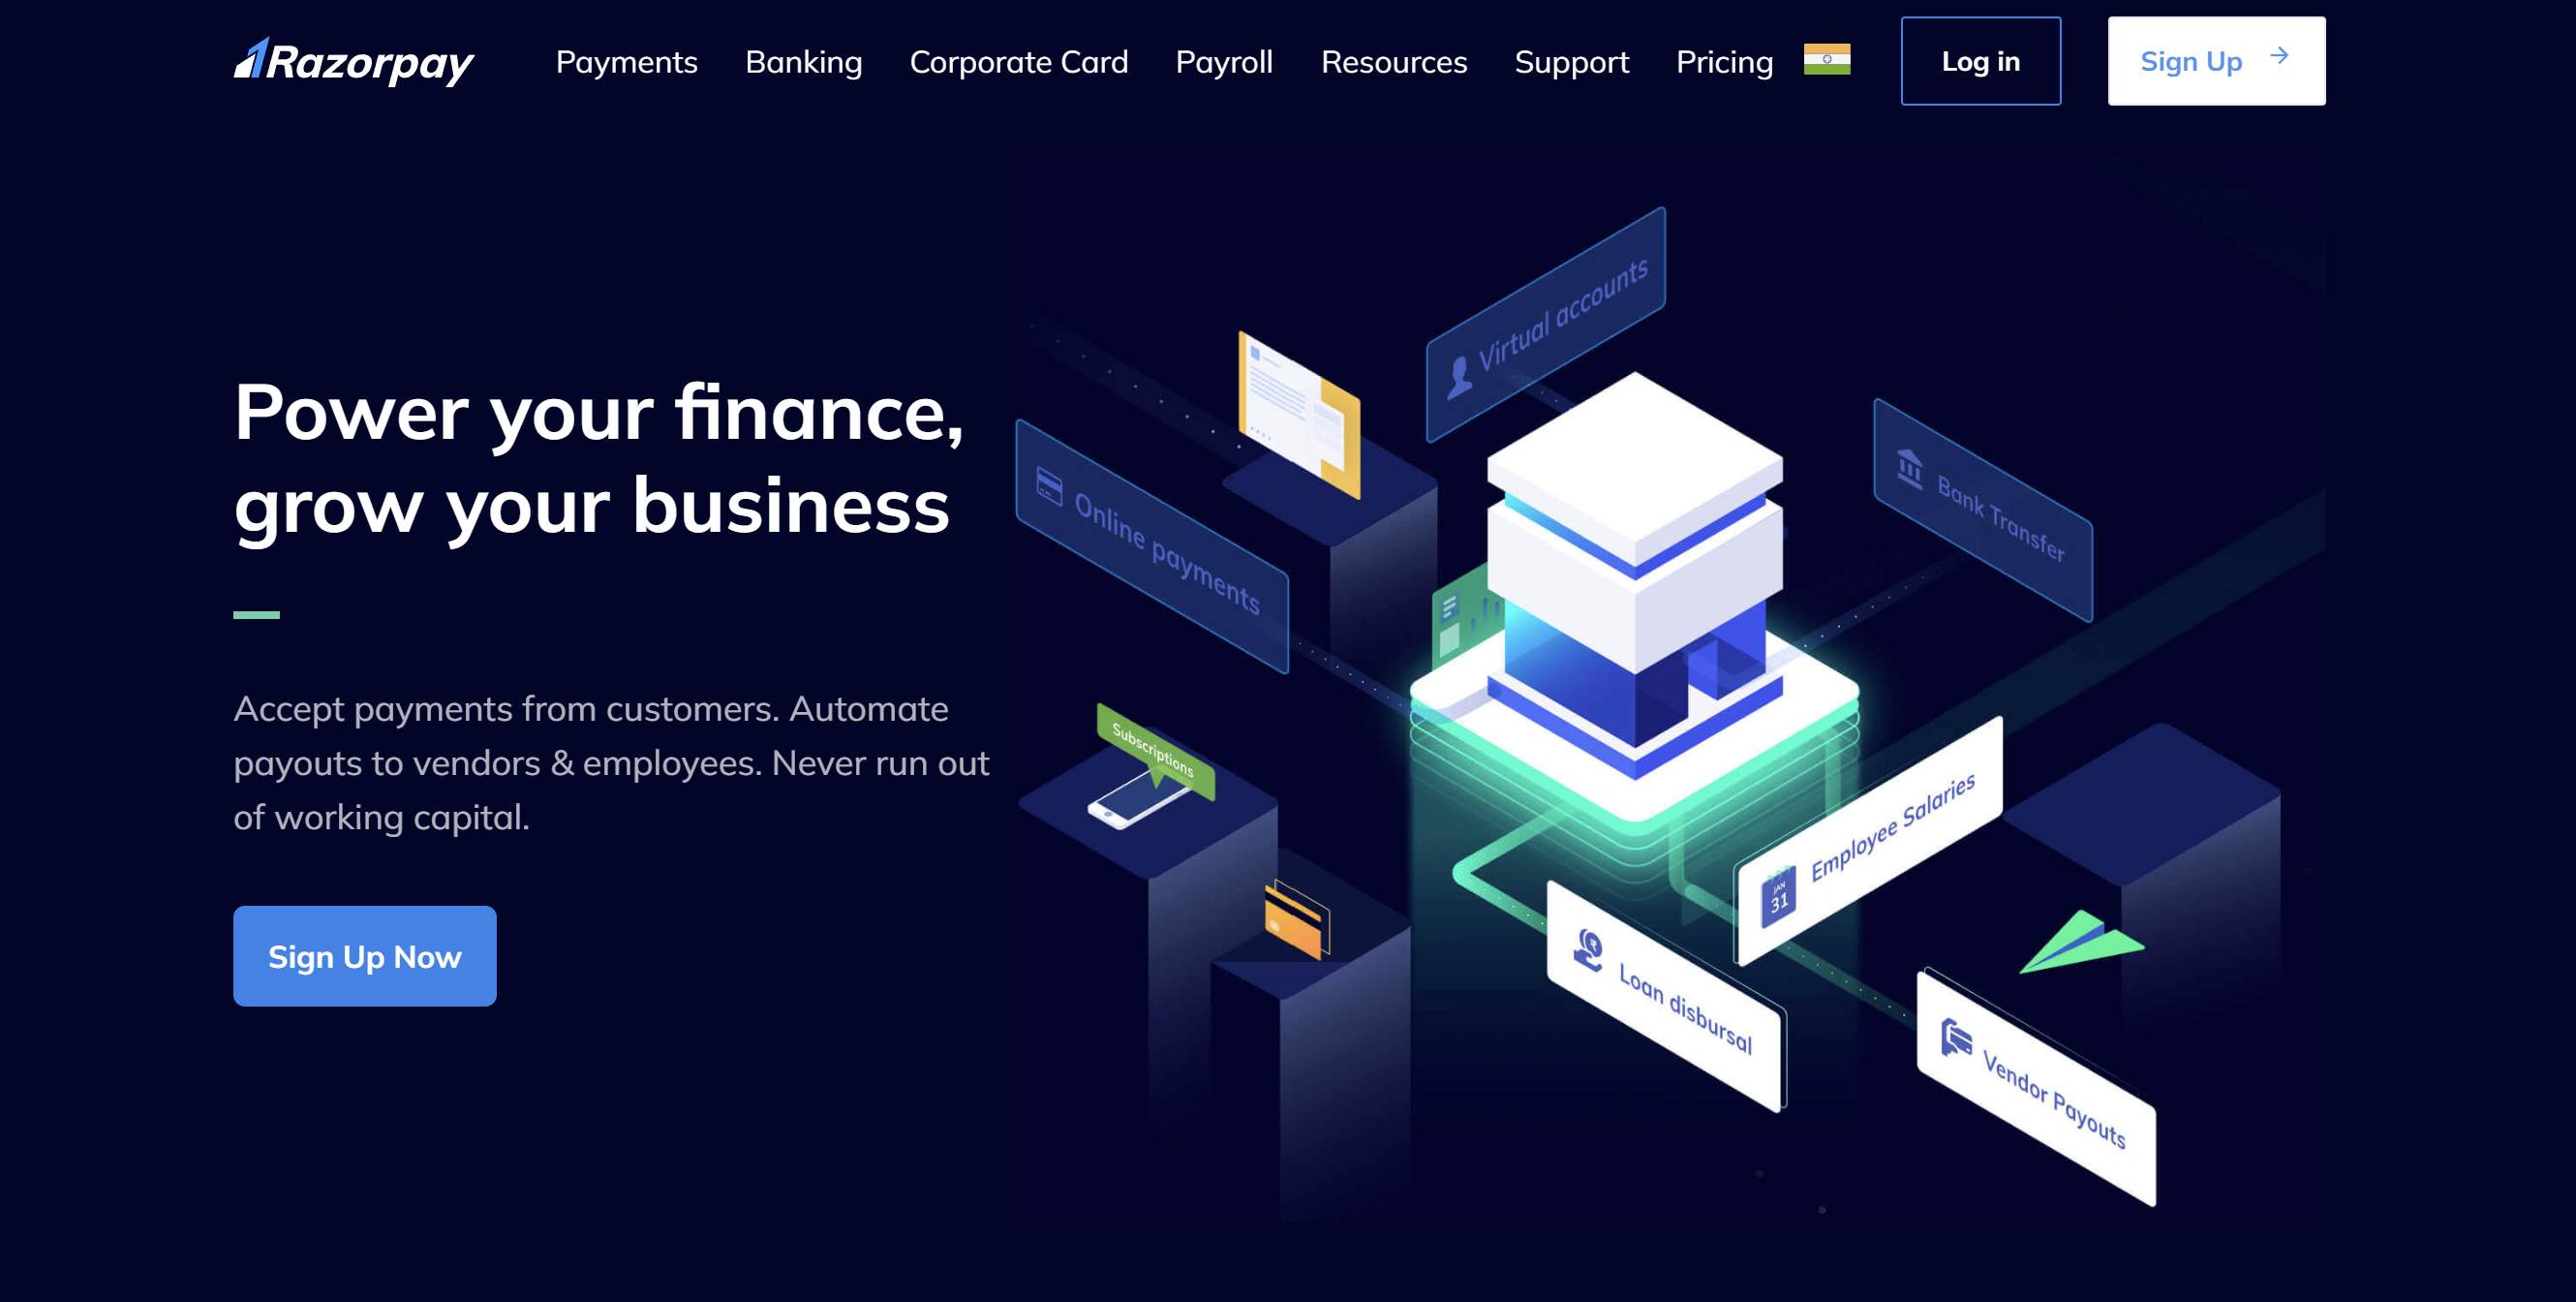 Razorpay
Payments
Banking
Corporate Card
Payroll
Resources
Support
Pricing
Log in
Sign Up
Power your finance,
grow your business
Accept payments from customers. Automate
payouts to vendors & employees. Never run out
of working capital.
Sign Up Now
Virtual accounts
Online payments
Bank Transfer
Subscriptions
Employee Salaries
JAN
31
Loan disbursal
Vendor Payouts